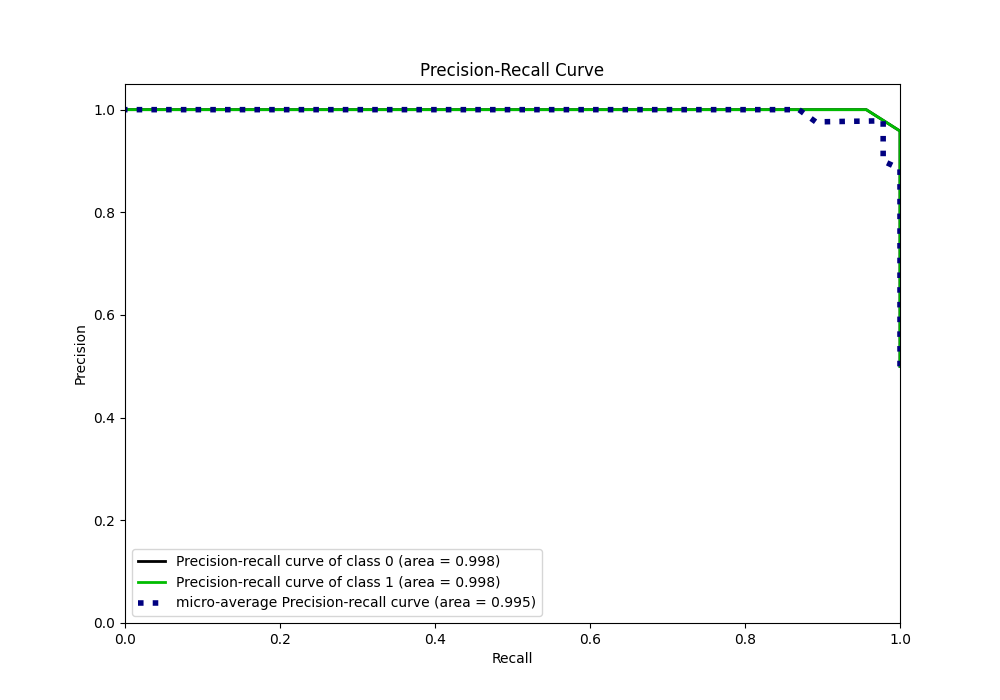 Precision-Recall Curve
1.0
0.8
0.6
0.4
0.2
0.0
Precision
Precision-recall curve of class 0 (area = 0.998)
Precision-recall curve of class 1 (area = 0.998)
micro-average Precision-recall curve (area = 0.995)
0.0 0.2 0.4 0.6 0.8 1.0
Recall